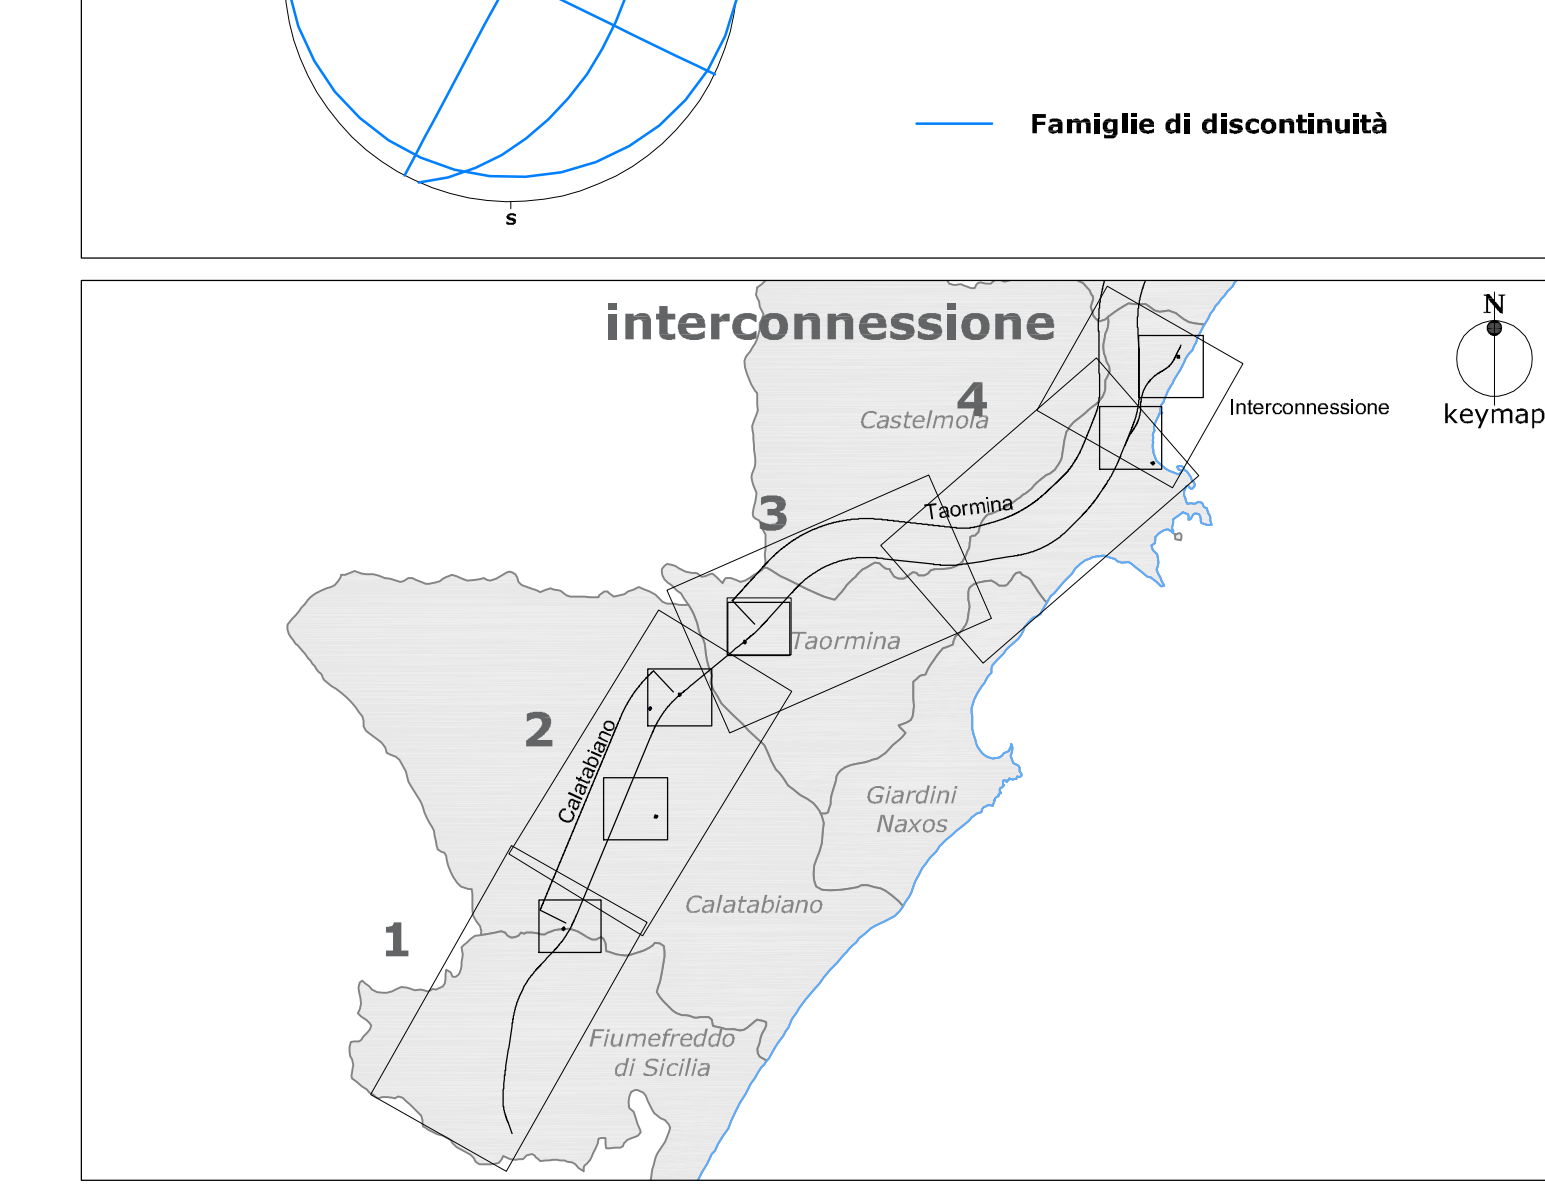 Famiglie di discontinuità
S
interconnessione
N
keymap
4
Castelmola
Interconnessione
3
Taormina
Taormina
2
Calatabiano
Giardini
Naxos
Calatabiano
1
Fiumefreddo
di Sicilia